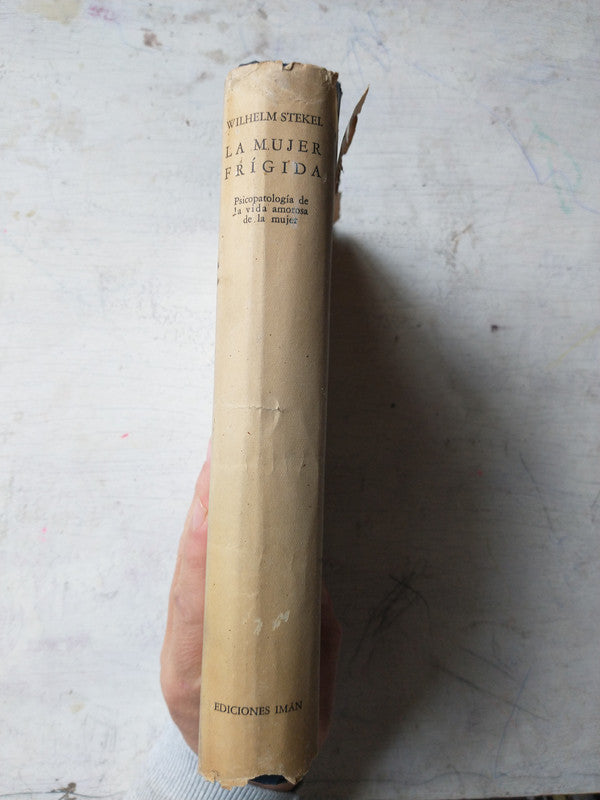 WILHELM STEKEL
LA MUJER
FRÍGIDA
Psicopatología de
la vida amorosa
de la mujer
EDICIONES IMÁN